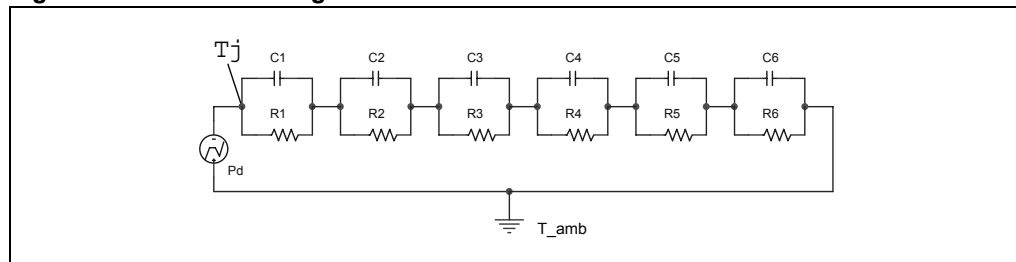 Tj
C1 C2 C3 C4 C5 C6
R1 R2 R3 R4 R5 R6
Pd
T_amb